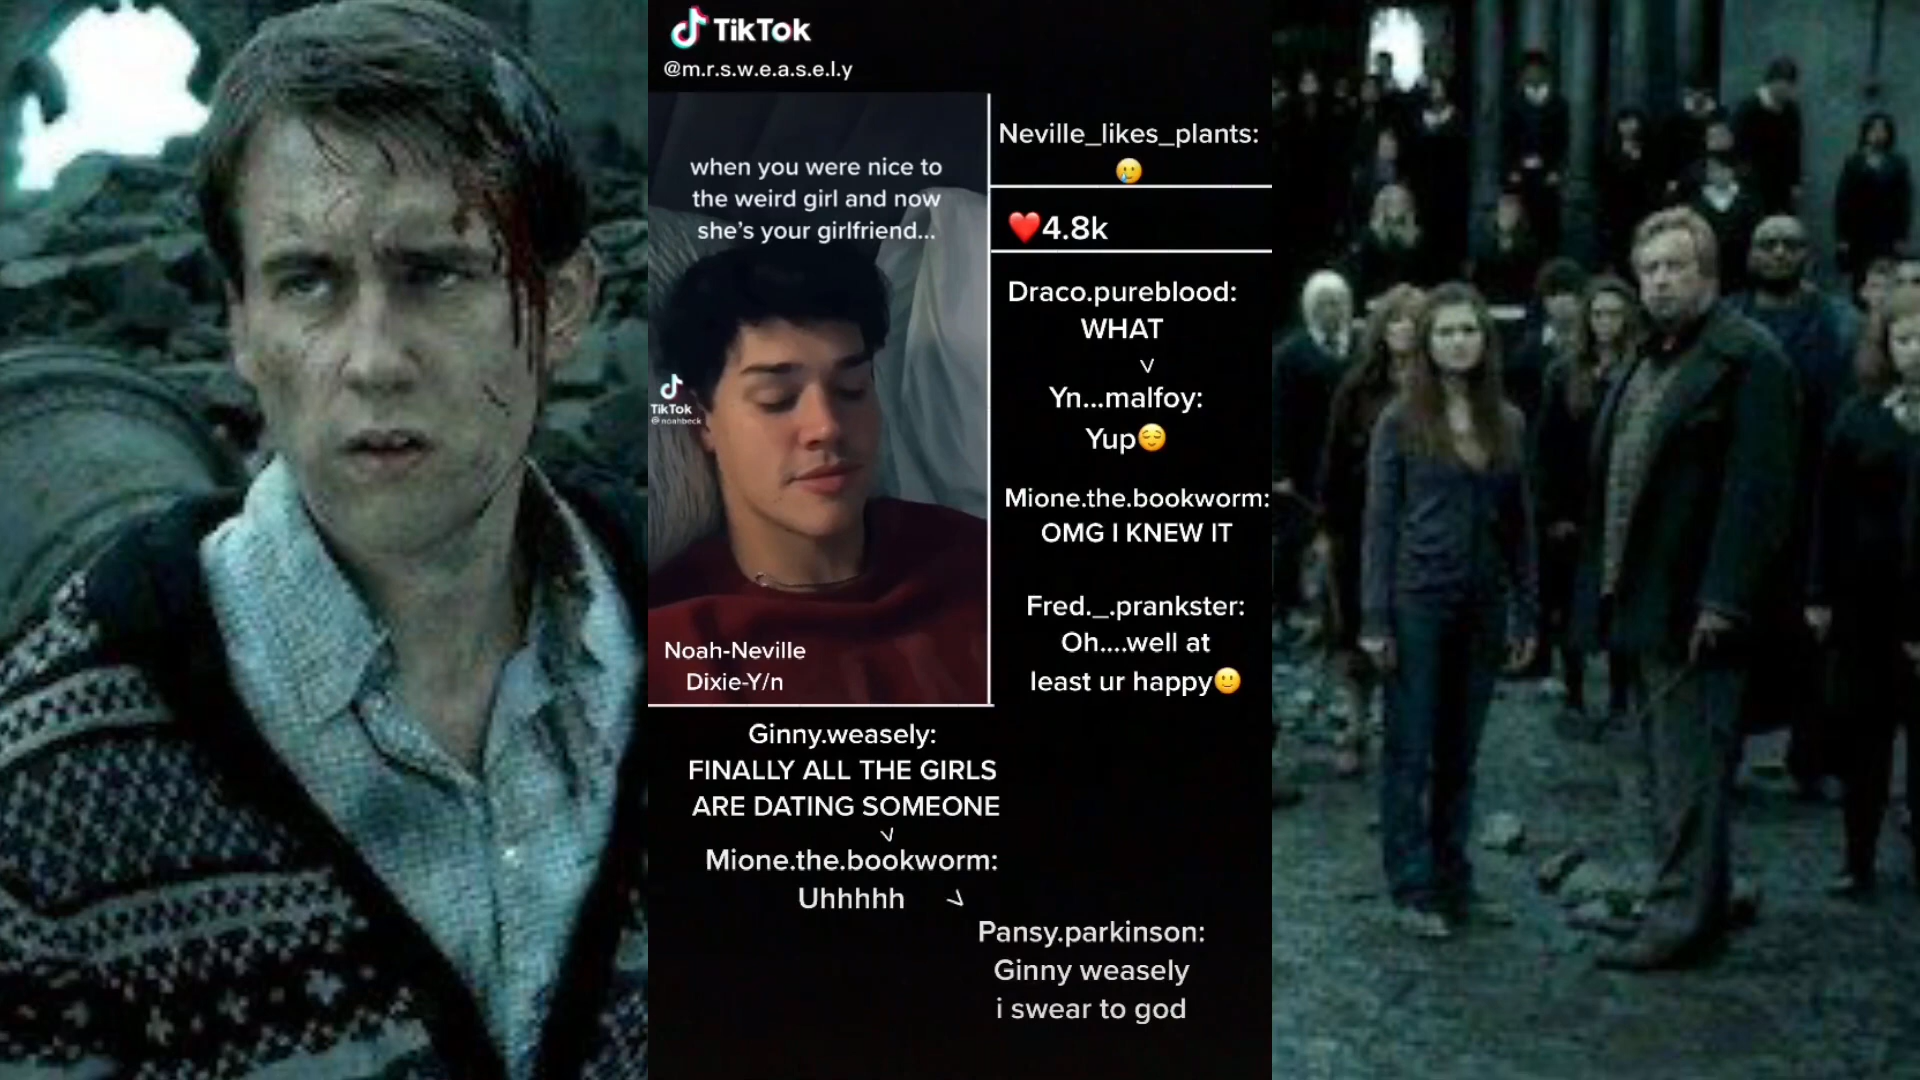 TikTok
@m.r.s.w.e.a.s.e.l.y
when you were nice to
the weird girl and now
she's your girlfriend...
TikTok
@noahbeck
Noah-Neville
Dixie-Y/n
Neville_likes_plants:
🥲
❤️4.8k
Draco.pureblood:
WHAT
v
Yn...malfoy:
Yup😌
Mione.the.bookworm:
OMG I KNEW IT
Fred._.prankster:
Oh....well at
least ur happy🙂
Ginny.weasely:
FINALLY ALL THE GIRLS
ARE DATING SOMEONE
v
Mione.the.bookworm:
Uhhhhh
v
Pansy.parkinson:
Ginny weasely
i swear to god